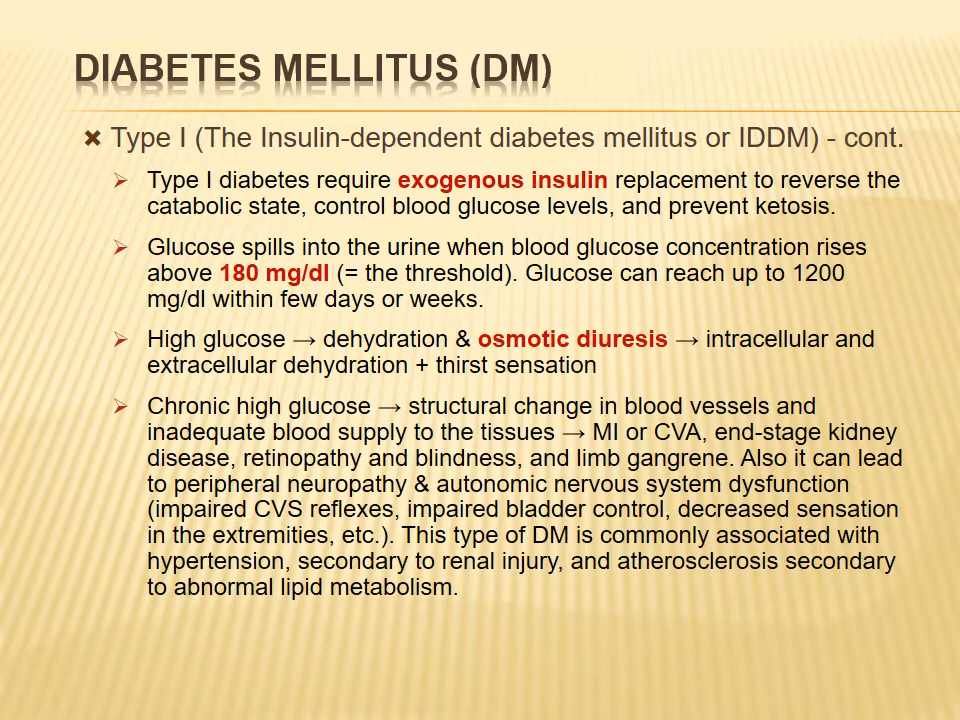 DIABETES MELLITUS (DM)
Type I (The Insulin-dependent diabetes mellitus or IDDM) - cont.
Type I diabetes require exogenous insulin replacement to reverse the
catabolic state, control blood glucose levels, and prevent ketosis.
Glucose spills into the urine when blood glucose concentration rises
above 180 mg/dl (= the threshold). Glucose can reach up to 1200
mg/dl within few days or weeks.
High glucose → dehydration & osmotic diuresis → intracellular and
extracellular dehydration + thirst sensation
Chronic high glucose → structural change in blood vessels and
inadequate blood supply to the tissues → MI or CVA, end-stage kidney
disease, retinopathy and blindness, and limb gangrene. Also it can lead
to peripheral neuropathy & autonomic nervous system dysfunction
(impaired CVS reflexes, impaired bladder control, decreased sensation
in the extremities, etc.). This type of DM is commonly associated with
hypertension, secondary to renal injury, and atherosclerosis secondary
to abnormal lipid metabolism.